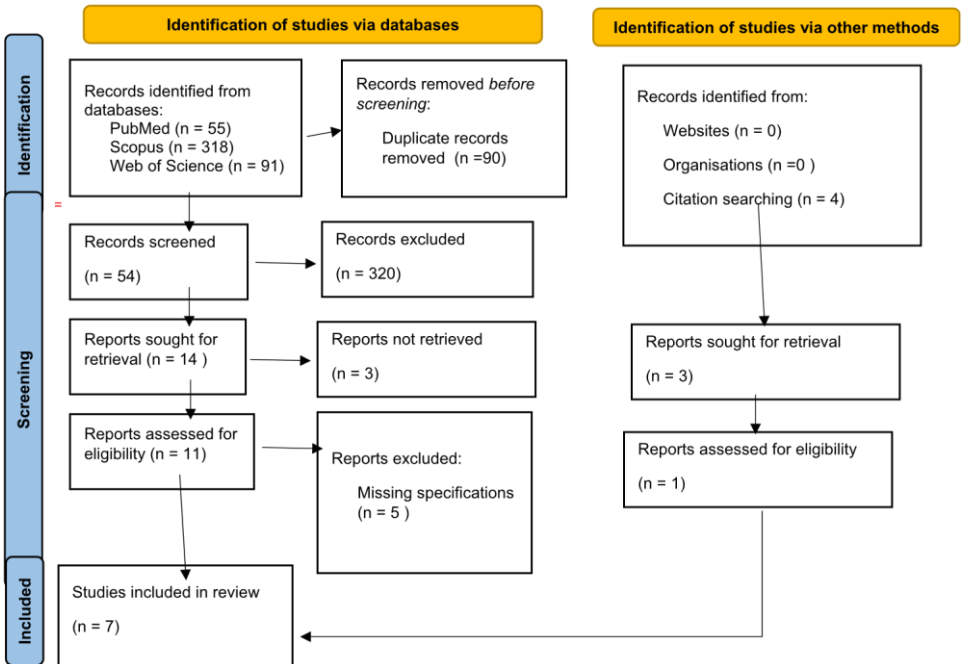 Identification of studies via databases
Identification of studies via other methods
Identification
Records identified from
databases:
PubMed (n = 55)
Scopus (n = 318)
Web of Science (n = 91)
Records removed before
screening:
Duplicate records
removed  (n =90)
Records identified from:
Websites (n = 0)
Organisations (n =0 )
Citation searching (n = 4)
=
Screening
Records screened
(n = 54)
Records excluded
(n = 320)
Reports sought for
retrieval (n = 14 )
Reports not retrieved
(n = 3)
Reports sought for retrieval
(n = 3)
Reports assessed for
eligibility (n = 11)
Reports excluded:
Missing specifications
(n = 5 )
Reports assessed for eligibility
(n = 1)
Included
Studies included in review
(n = 7)